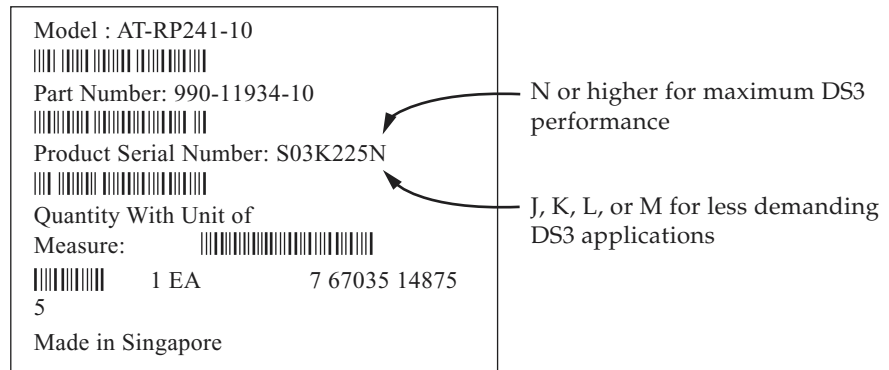 Model : AT-RP241-10
Part Number: 990-11934-10
Product Serial Number: S03K225N
Quantity With Unit of
Measure:
1 EA 7 67035 14875
5
Made in Singapore
N or higher for maximum DS3
performance
J, K, L, or M for less demanding
DS3 applications